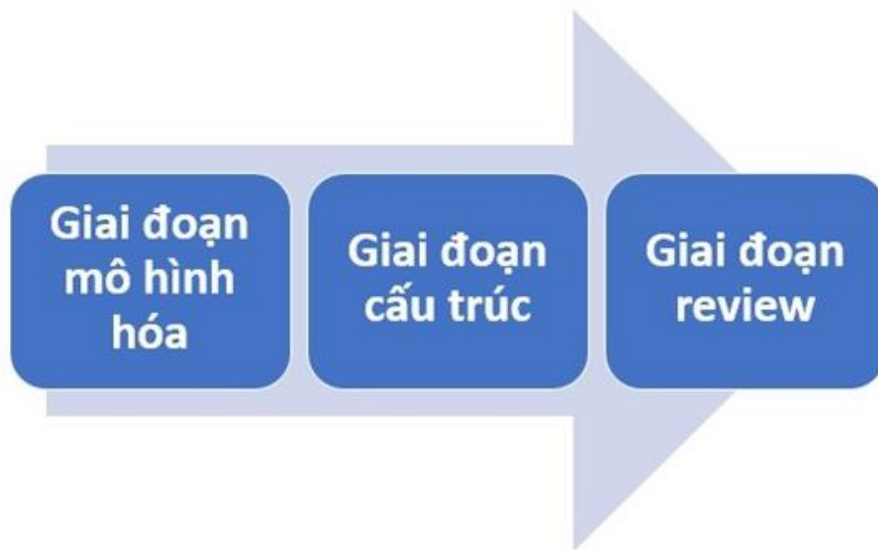 Giai đoạn
mô hình
hóa
Giai đoạn
cấu trúc
Giai đoạn
review